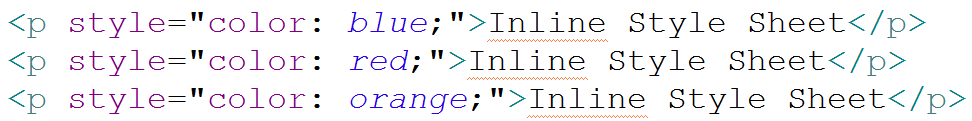 <p style="color: blue;">Inline Style Sheet</p>
<p style="color: red;">Inline Style Sheet</p>
<p style="color: orange;">Inline Style Sheet</p>